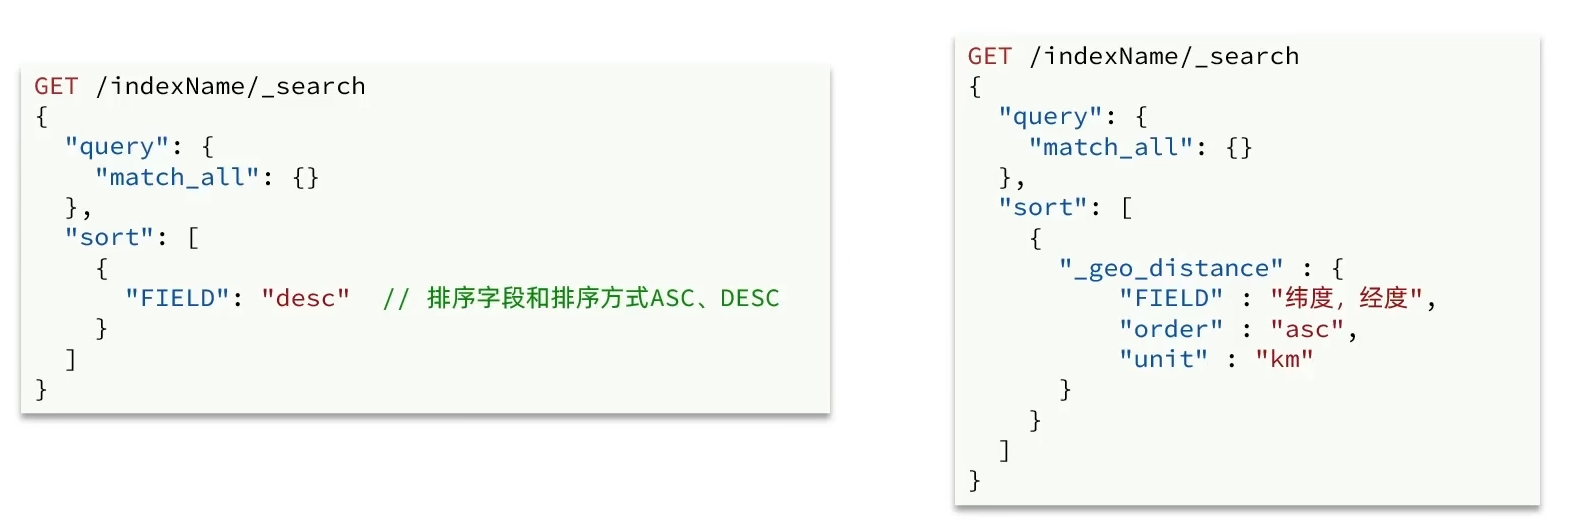 GET /indexName/_search
{
  "query": {
    "match_all": {}
  },
  "sort": [
    {
      "FIELD": "desc"  // 排序字段和排序方式ASC、DESC
    }
  ]
}
GET /indexName/_search
{
  "query": {
    "match_all": {}
  },
  "sort": [
    {
      "_geo_distance" : {
          "FIELD" : "纬度，经度",
          "order" : "asc",
          "unit" : "km"
      }
    }
  ]
}